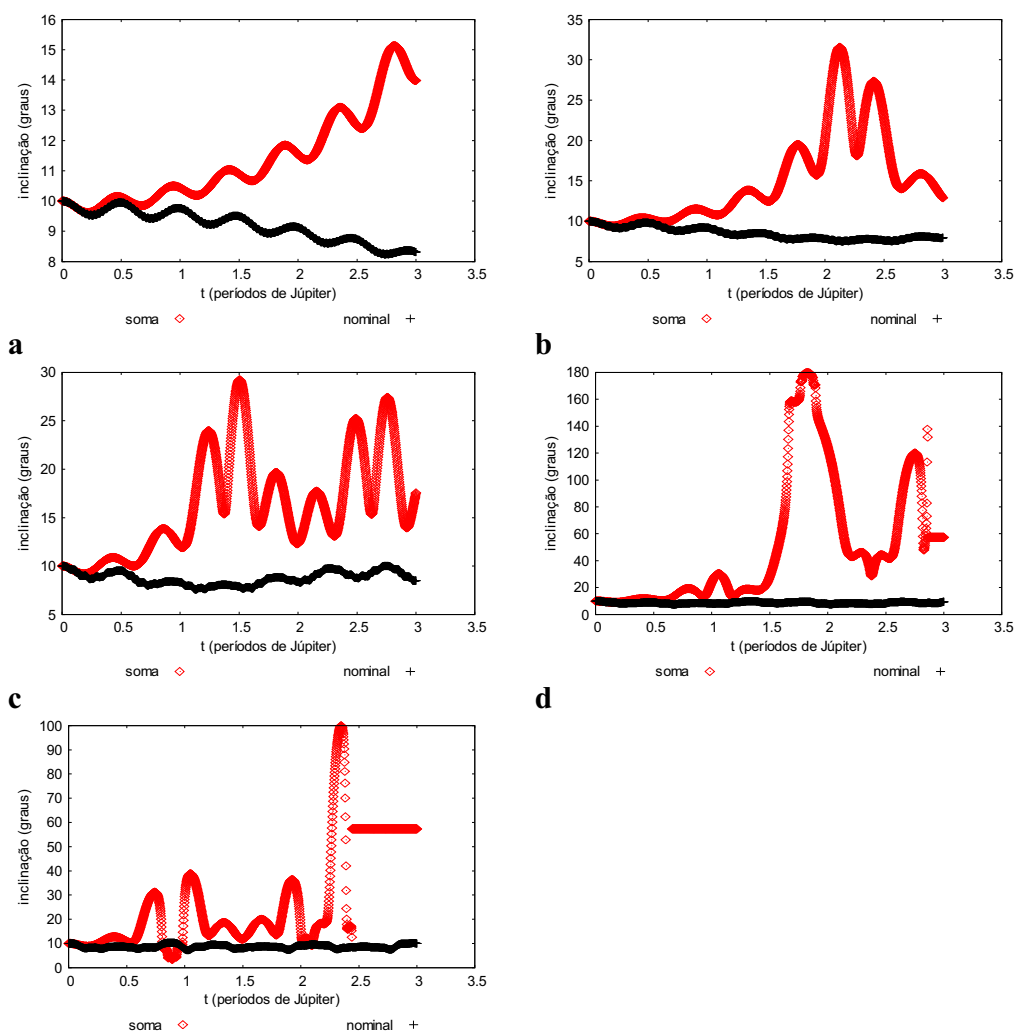 16
15
14
13
12
11
10
9
8
inclinação (graus)
0 0.5 1 1.5 2 2.5 3 3.5
t (períodos de Júpiter)
soma nominal
a
35
30
25
20
15
10
5
inclinação (graus)
0 0.5 1 1.5 2 2.5 3 3.5
t (períodos de Júpiter)
soma nominal
b
30
25
20
15
10
5
inclinação (graus)
0 0.5 1 1.5 2 2.5 3 3.5
t (períodos de Júpiter)
soma nominal
c
180
160
140
120
100
80
60
40
20
0
inclinação (graus)
0 0.5 1 1.5 2 2.5 3 3.5
t (períodos de Júpiter)
soma nominal
d
100
90
80
70
60
50
40
30
20
10
0
inclinação (graus)
0 0.5 1 1.5 2 2.5 3 3.5
t (períodos de Júpiter)
soma nominal